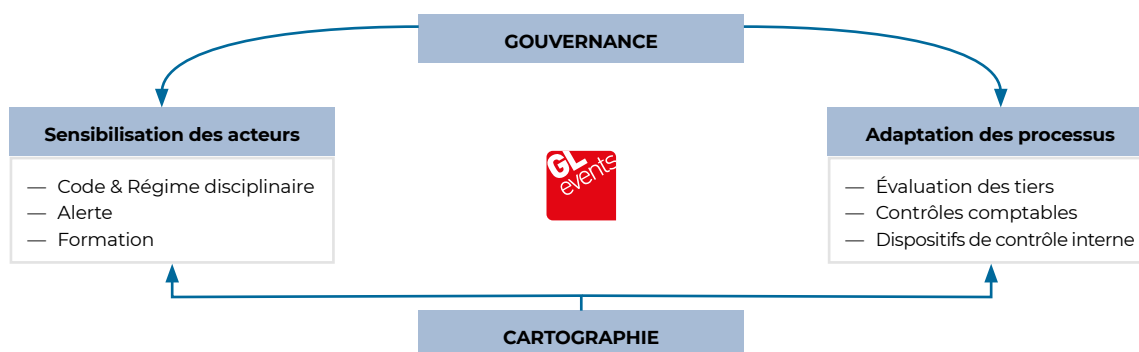 GOUVERNANCE
Sensibilisation des acteurs
— Code & Régime disciplinaire
— Alerte
— Formation
GL
events
Adaptation des processus
— Évaluation des tiers
— Contrôles comptables
— Dispositifs de contrôle interne
CARTOGRAPHIE